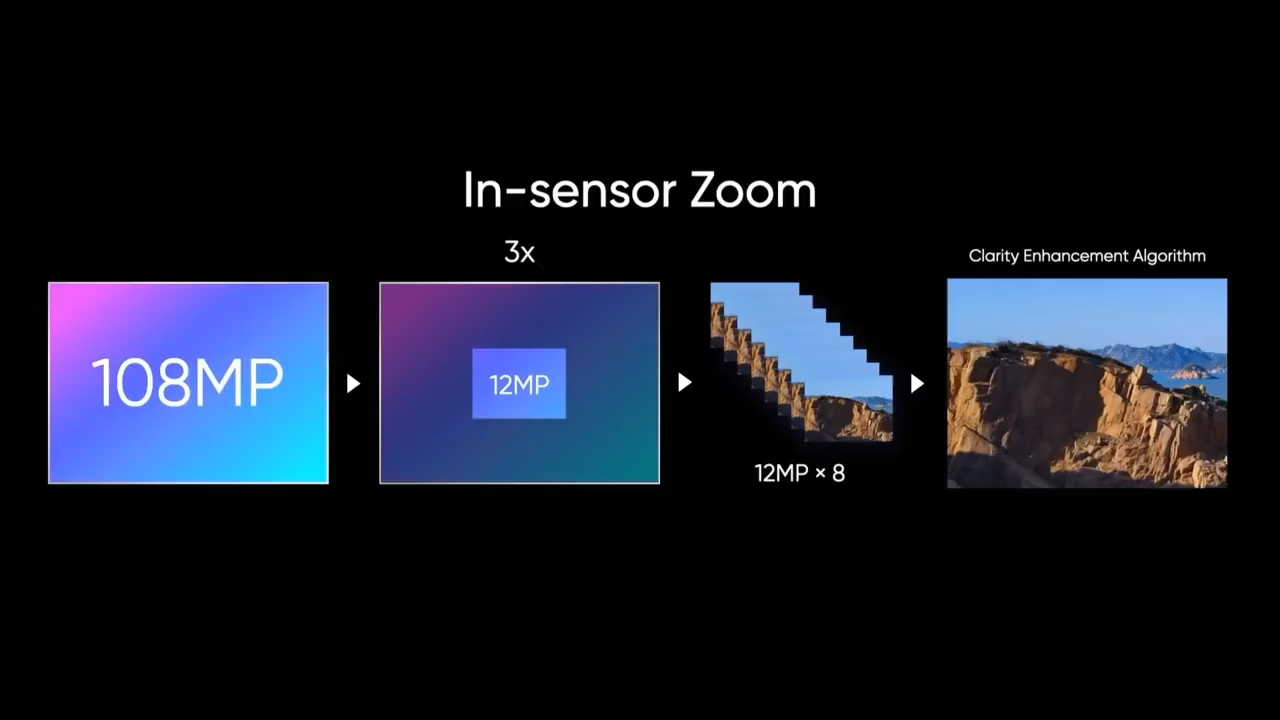 In-sensor Zoom
3x
Clarity Enhancement Algorithm
108MP
12MP
12MP × 8